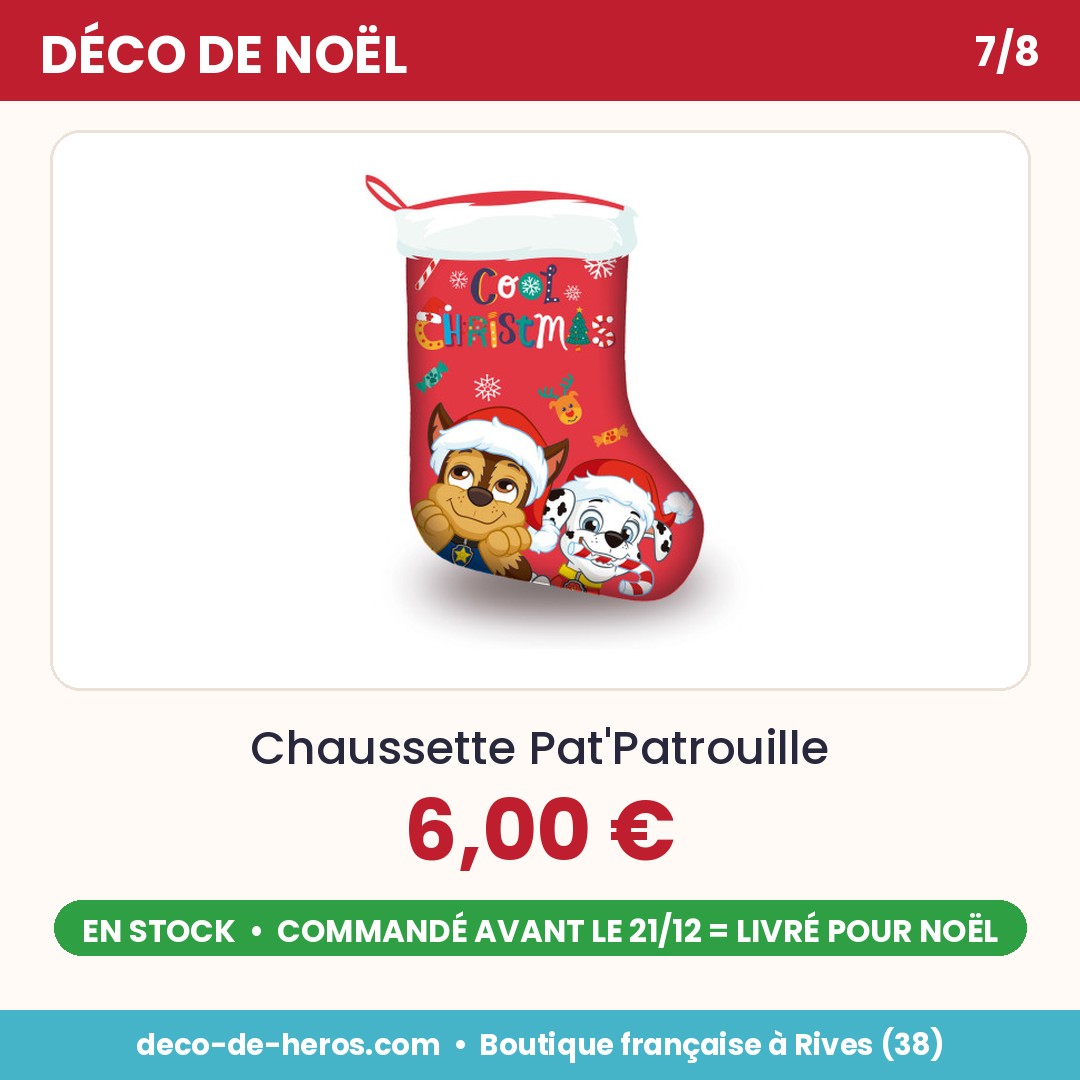 DÉCO DE NOËL
7/8
COOL
CHRISTMAS
Chaussette Pat'Patrouille
6,00 €
EN STOCK • COMMANDÉ AVANT LE 21/12 = LIVRÉ POUR NOËL
deco-de-heros.com • Boutique française à Rives (38)